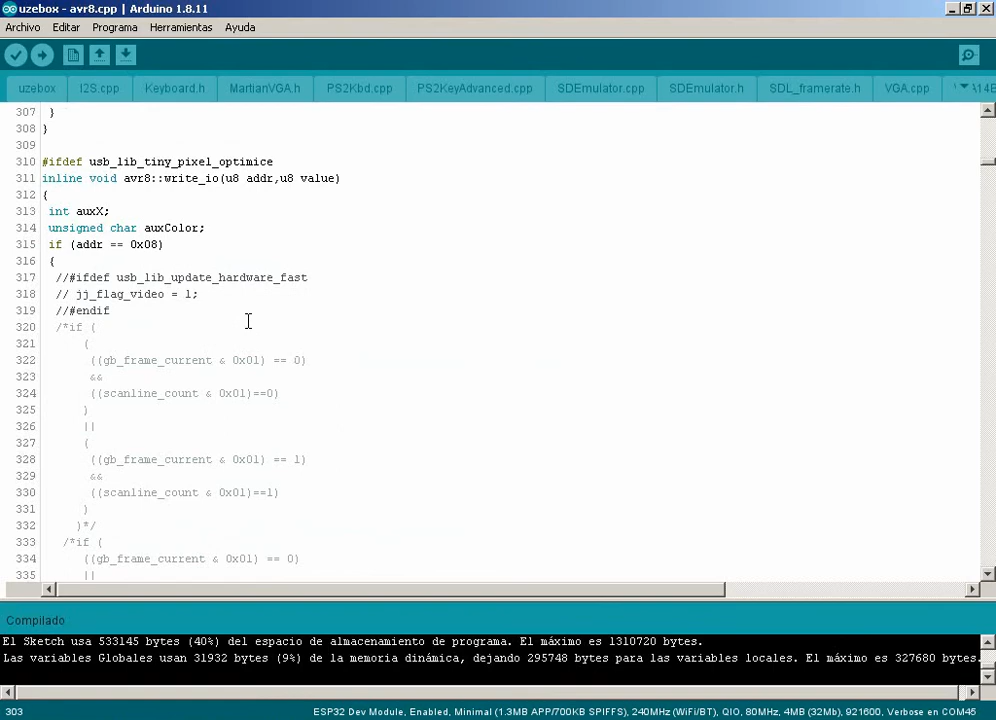 uzebox - avr8.cpp | Arduino 1.8.11
Archivo Editar Programa Herramientas Ayuda
uzebox I2S.cpp Keyboard.h MartianVGA.h PS2Kbd.cpp PS2KeyAdvanced.cpp SDEmulator.cpp SDEmulator.h SDL_framerate.h VGA.cpp
307 }
308 }
309
310 #ifdef usb_lib_tiny_pixel_optimice
311 inline void avr8::write_io(u8 addr,u8 value)
312 {
313 int auxX;
314 unsigned char auxColor;
315 if (addr == 0x08)
316 {
317 //#ifdef usb_lib_update_hardware_fast
318 // jj_flag_video = 1;
319 //#endif
320 /*if (
321 (
322 ((gb_frame_current & 0x01) == 0)
323 &&
324 ((scanline_count & 0x01)==0)
325 )
326 ||
327 (
328 ((gb_frame_current & 0x01) == 1)
329 &&
330 ((scanline_count & 0x01)==1)
331 )
332 )*/
333 /*if (
334 ((gb_frame_current & 0x01) == 0)
335 ||
Compilado
El Sketch usa 533145 bytes (40%) del espacio de almacenamiento de programa. El máximo es 1310720 bytes.
Las variables Globales usan 31932 bytes (9%) de la memoria dinámica, dejando 295748 bytes para las variables locales. El máximo es 327680 bytes.
303 ESP32 Dev Module, Enabled, Minimal (1.3MB APP/700KB SPIFFS), 240MHz (WiFi/BT), QIO, 80MHz, 4MB (32Mb), 921600, Verbose en COM45